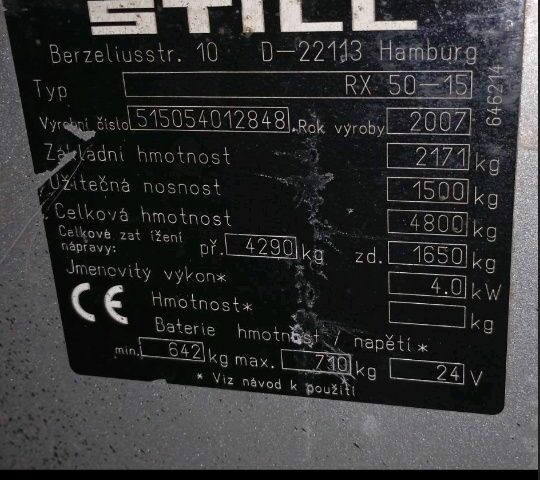 STILL
Berzeliusstr. 10 D-22113 Hamburg
Typ RX 50-15
Výrobní číslo 515054012848 Rok výroby 2007
Základní hmotnost 2171 kg
Užitečná nosnost 1500 kg
Celková hmotnost 4800 kg
Celkové zat ížení
nápravy: př. 4290 kg zd. 1650 kg
Jmenovitý výkon* 4.0 kW
CE Hmotnost* kg
Baterie hmotnost / napětí *
min. 642 kg max. 710 kg 24 V
* Viz návod k použití
646214